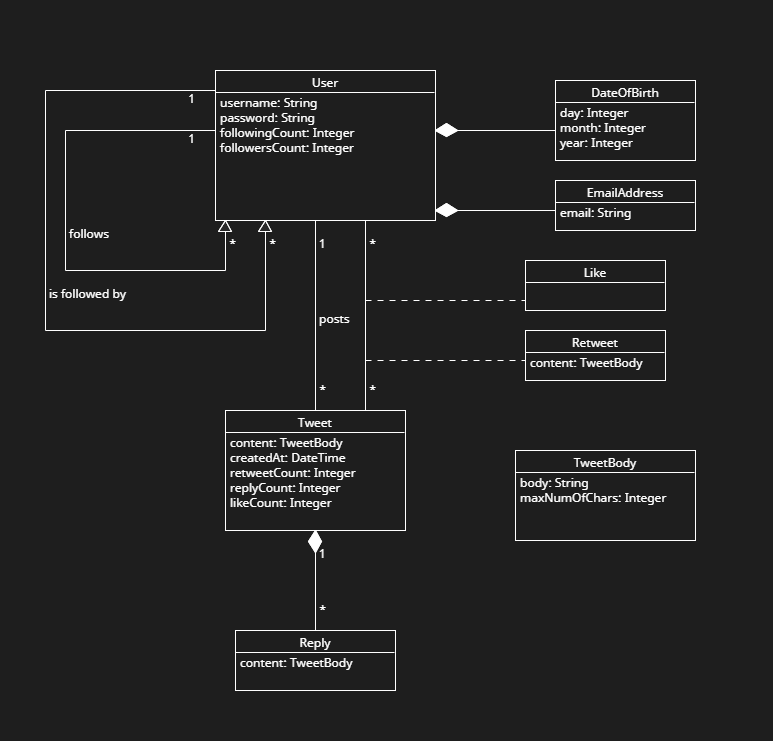 User
username: String
password: String
followingCount: Integer
followersCount: Integer
1
1
follows
is followed by
*
*
1
*
posts
*
*
DateOfBirth
day: Integer
month: Integer
year: Integer
EmailAddress
email: String
Like
Retweet
content: TweetBody
Tweet
content: TweetBody
createdAt: DateTime
retweetCount: Integer
replyCount: Integer
likeCount: Integer
TweetBody
body: String
maxNumOfChars: Integer
1
*
Reply
content: TweetBody